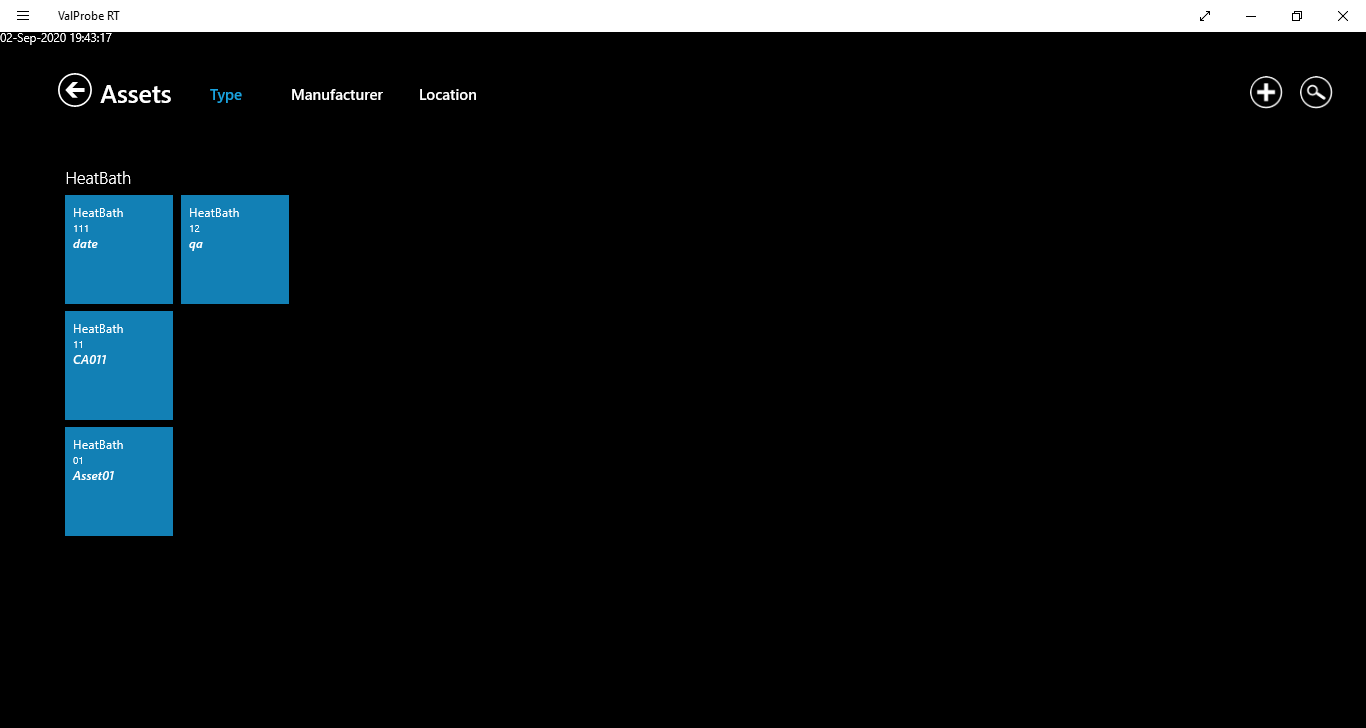 ValProbe RT
02-Sep-2020 19:43:17
Assets Type Manufacturer Location
HeatBath
HeatBath
111
date
HeatBath
12
qa
HeatBath
11
CA011
HeatBath
01
Asset01